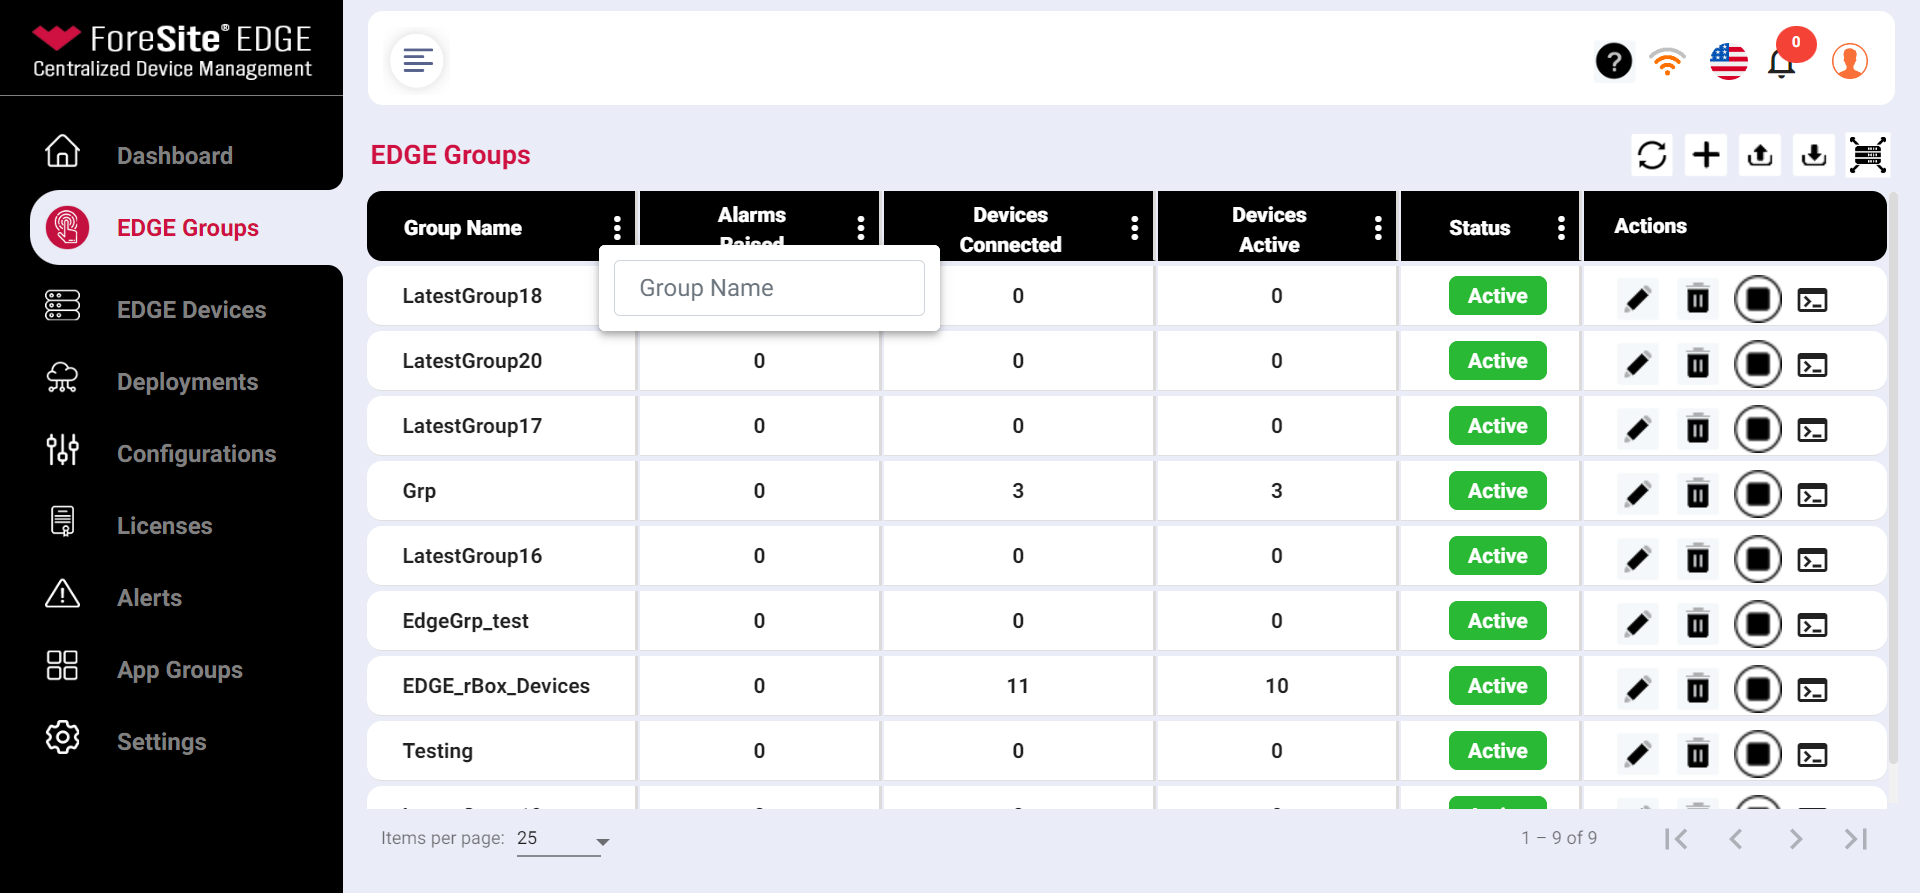 ForeSite® EDGE
Centralized Device Management
Dashboard
EDGE Groups
EDGE Devices
Deployments
Configurations
Licenses
Alerts
App Groups
Settings
?
0
EDGE Groups
Group Name
Alarms
Raised
Devices
Connected
Devices
Active
Status
Actions
Group Name
LatestGroup18 0 0 Active
LatestGroup20 0 0 0 Active
LatestGroup17 0 0 0 Active
Grp 0 3 3 Active
LatestGroup16 0 0 0 Active
EdgeGrp_test 0 0 0 Active
EDGE_rBox_Devices 0 11 10 Active
Testing 0 0 0 Active
Items per page: 25
1 – 9 of 9